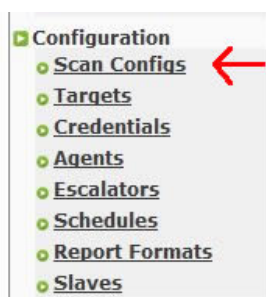 Configuration
Scan Configs
Targets
Credentials
Agents
Escalators
Schedules
Report Formats
Slaves